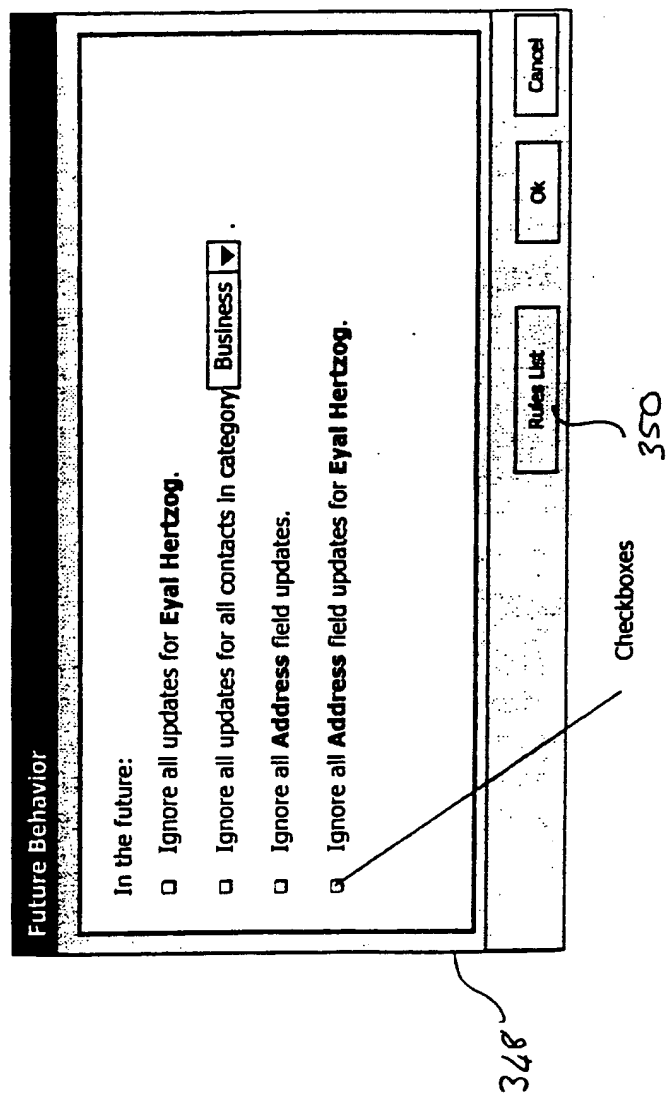 Future Behavior
In the future:
Ignore all updates for Eyal Hertzog.
Ignore all updates for all contacts in category Business .
Ignore all Address field updates.
Ignore all Address field updates for Eyal Hertzog.
Rules List
Ok
Cancel
348
350
Checkboxes